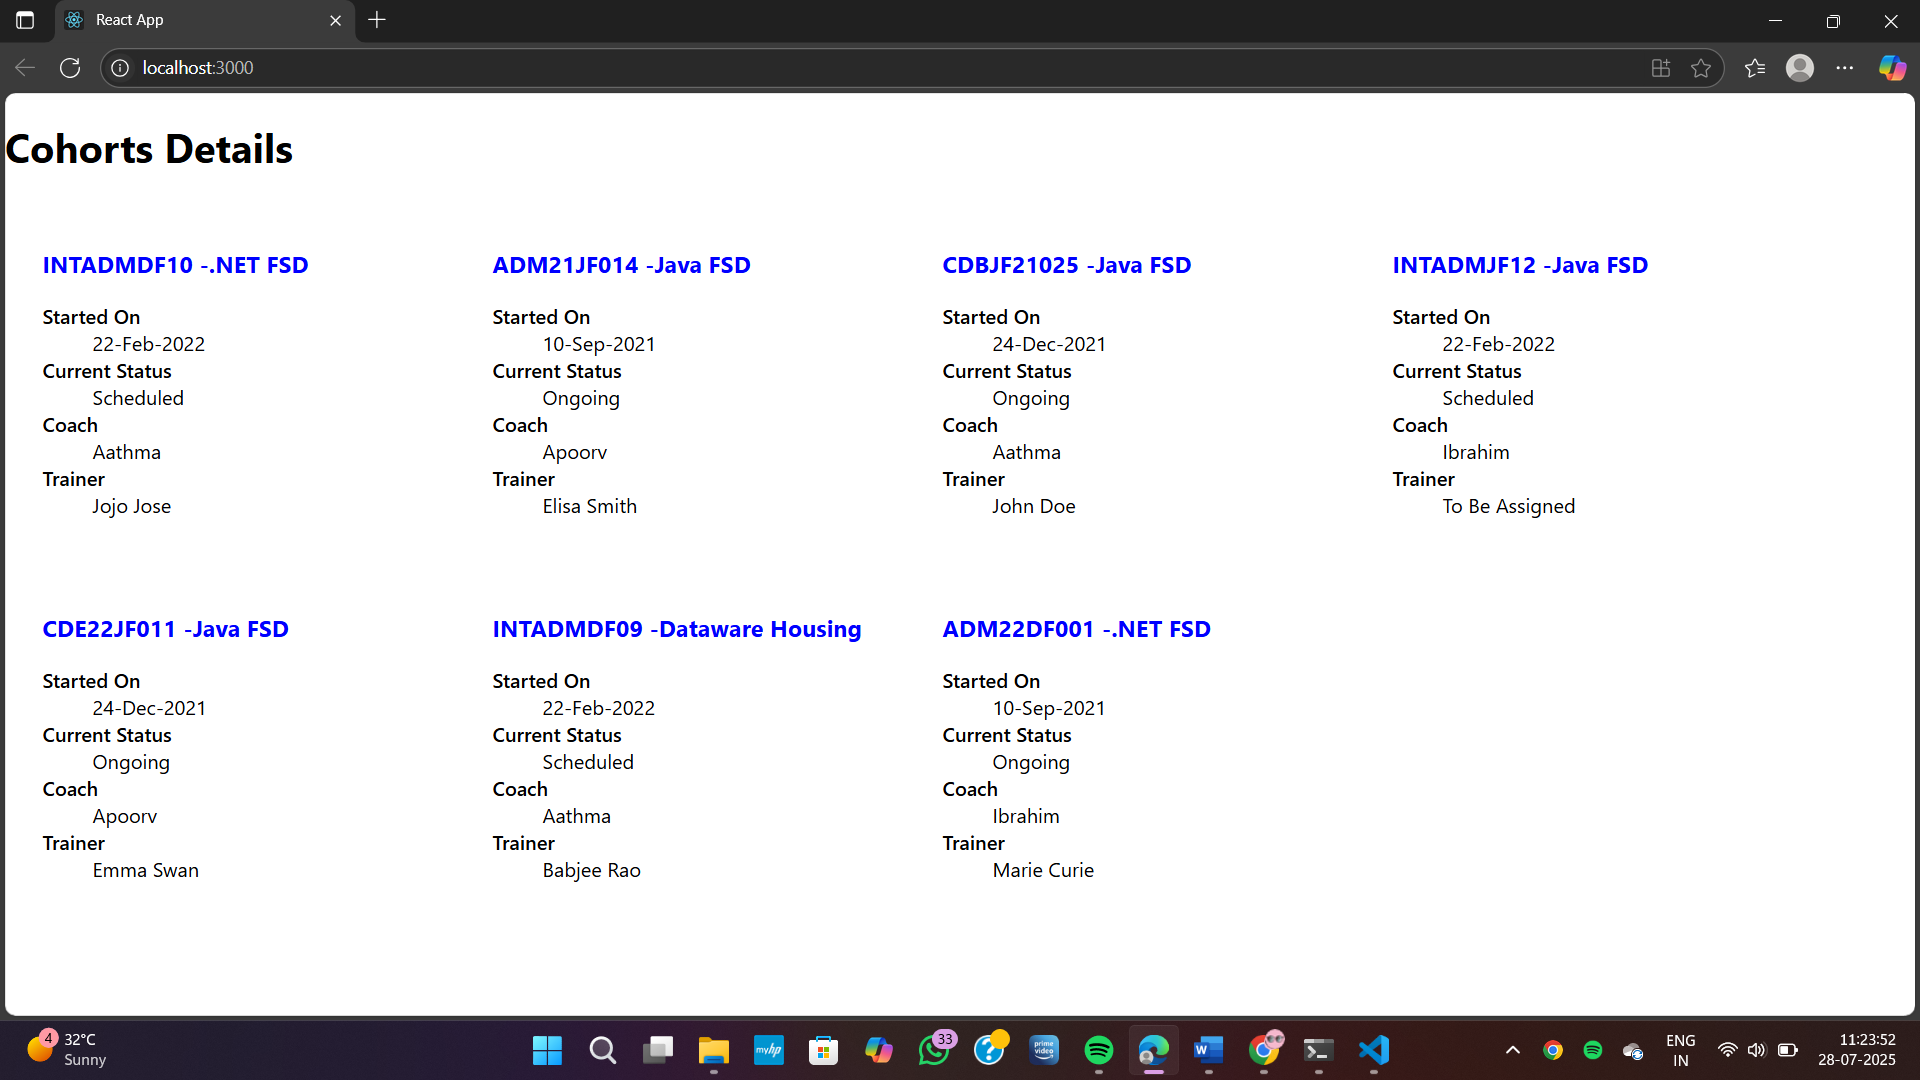 React App
localhost:3000
Cohorts Details
INTADMDF10 -.NET FSD
Started On
22-Feb-2022
Current Status
Scheduled
Coach
Aathma
Trainer
Jojo Jose
ADM21JF014 -Java FSD
Started On
10-Sep-2021
Current Status
Ongoing
Coach
Apoorv
Trainer
Elisa Smith
CDBJF21025 -Java FSD
Started On
24-Dec-2021
Current Status
Ongoing
Coach
Aathma
Trainer
John Doe
INTADMJF12 -Java FSD
Started On
22-Feb-2022
Current Status
Scheduled
Coach
Ibrahim
Trainer
To Be Assigned
CDE22JF011 -Java FSD
Started On
24-Dec-2021
Current Status
Ongoing
Coach
Apoorv
Trainer
Emma Swan
INTADMDF09 -Dataware Housing
Started On
22-Feb-2022
Current Status
Scheduled
Coach
Aathma
Trainer
Babjee Rao
ADM22DF001 -.NET FSD
Started On
10-Sep-2021
Current Status
Ongoing
Coach
Ibrahim
Trainer
Marie Curie
4
32°C
Sunny
myhp
33
prime video
W
ENG
IN
11:23:52
28-07-2025